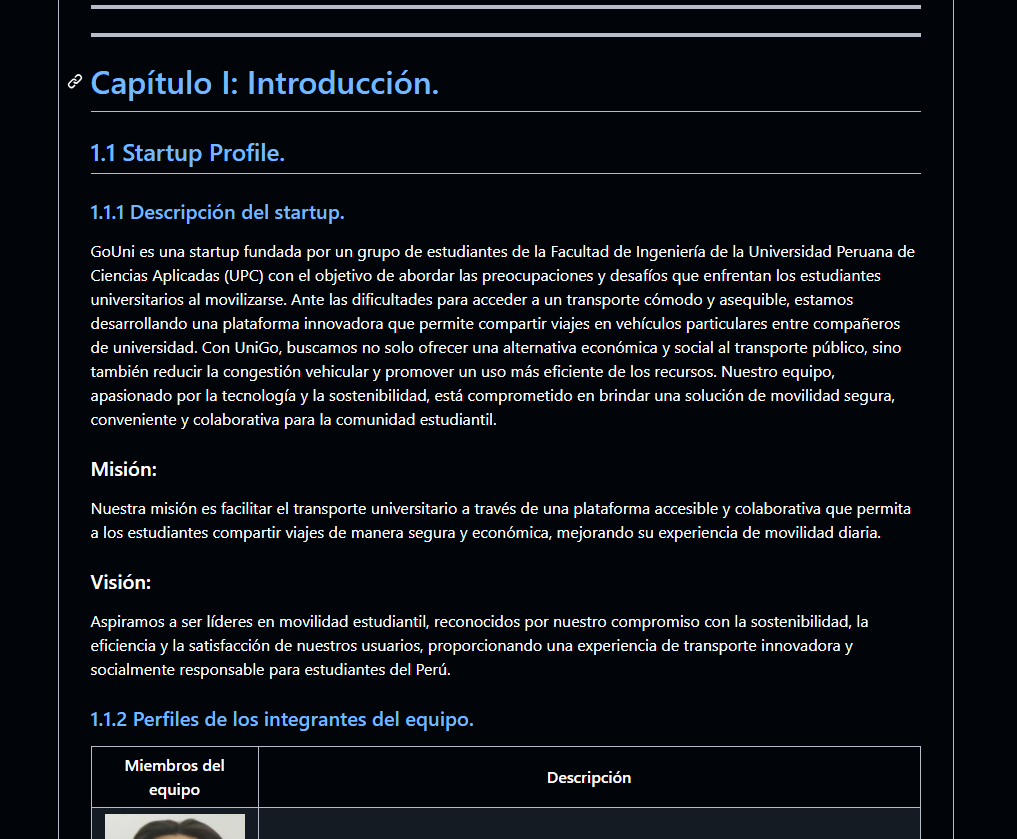 Capítulo I: Introducción.
1.1 Startup Profile.
1.1.1 Descripción del startup.
GoUni es una startup fundada por un grupo de estudiantes de la Facultad de Ingeniería de la Universidad Peruana de
Ciencias Aplicadas (UPC) con el objetivo de abordar las preocupaciones y desafíos que enfrentan los estudiantes
universitarios al movilizarse. Ante las dificultades para acceder a un transporte cómodo y asequible, estamos
desarrollando una plataforma innovadora que permite compartir viajes en vehículos particulares entre compañeros
de universidad. Con UniGo, buscamos no solo ofrecer una alternativa económica y social al transporte público, sino
también reducir la congestión vehicular y promover un uso más eficiente de los recursos. Nuestro equipo,
apasionado por la tecnología y la sostenibilidad, está comprometido en brindar una solución de movilidad segura,
conveniente y colaborativa para la comunidad estudiantil.
Misión:
Nuestra misión es facilitar el transporte universitario a través de una plataforma accesible y colaborativa que permita
a los estudiantes compartir viajes de manera segura y económica, mejorando su experiencia de movilidad diaria.
Visión:
Aspiramos a ser líderes en movilidad estudiantil, reconocidos por nuestro compromiso con la sostenibilidad, la
eficiencia y la satisfacción de nuestros usuarios, proporcionando una experiencia de transporte innovadora y
socialmente responsable para estudiantes del Perú.
1.1.2 Perfiles de los integrantes del equipo.
Miembros del
equipo
Descripción